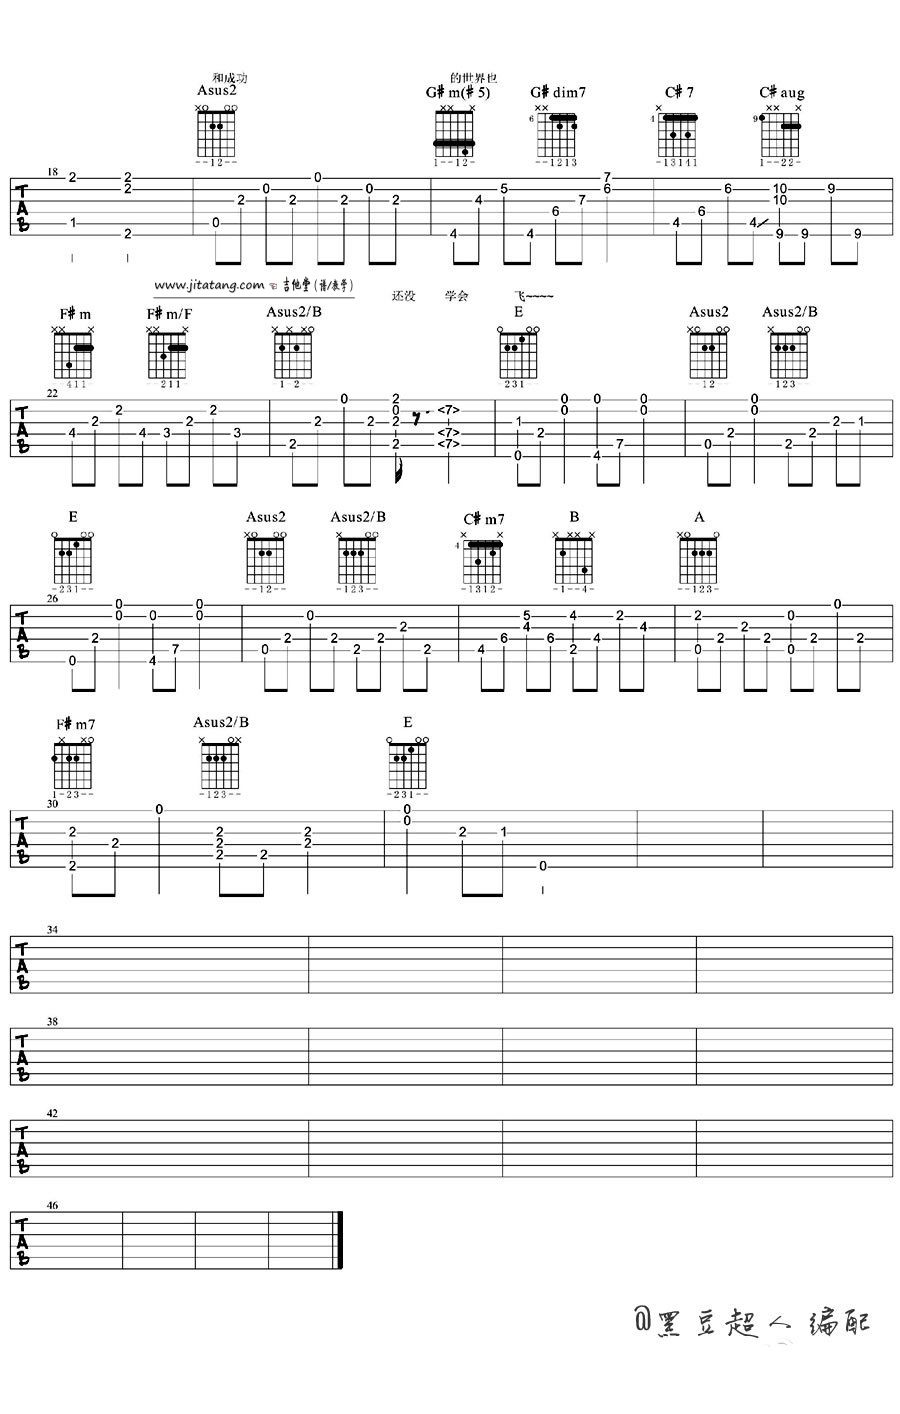 和成功 的世界也
Asus2 G#m(#5) G#dim7 C#7 C#aug
6 4 9
--12-- 1--12- --1213 -13141 1--22-
18
www.jitatang.com 吉他堂(谱/教学)
还没 学会 飞~~~~
F#m F#m/F Asus2/B E Asus2 Asus2/B
411 211 1-2- 231 --12 -123--
22
E Asus2 Asus2/B C#m7 B A
4
-231-- --12-- -123-- -1312- -1--4- --123-
26
F#m7 Asus2/B E
1-23-- -123-- -231--
30
34
38
42
46
@黑豆超人编配